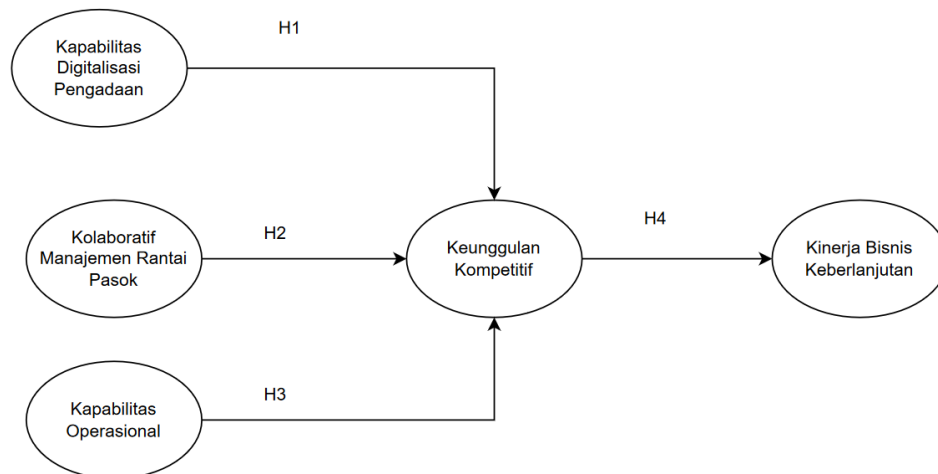 H1
Kapabilitas
Digitalisasi
Pengadaan
H2
Kolaboratif
Manajemen Rantai
Pasok
Keunggulan
Kompetitif
H4
Kinerja Bisnis
Keberlanjutan
H3
Kapabilitas
Operasional